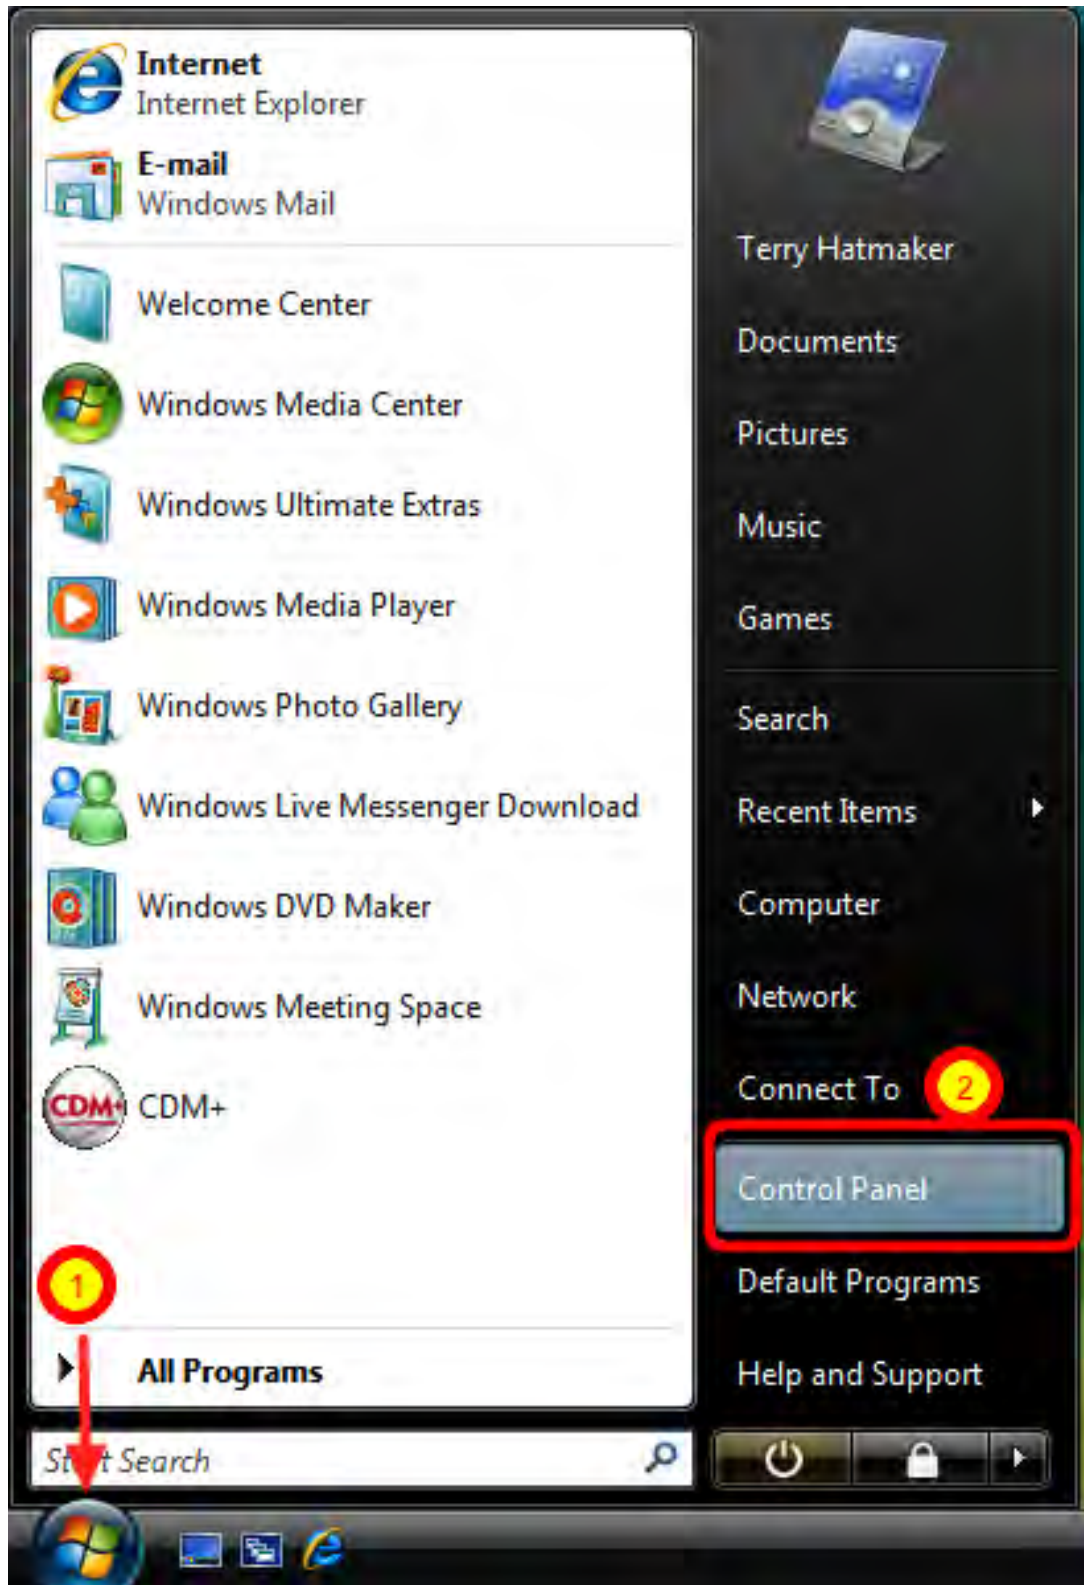 Internet
Internet Explorer
E-mail
Windows Mail
Welcome Center
Windows Media Center
Windows Ultimate Extras
Windows Media Player
Windows Photo Gallery
Windows Live Messenger Download
Windows DVD Maker
Windows Meeting Space
CDM+
CDM+
1
All Programs
Start Search
Terry Hatmaker
Documents
Pictures
Music
Games
Search
Recent Items
Computer
Network
Connect To
2
Control Panel
Default Programs
Help and Support